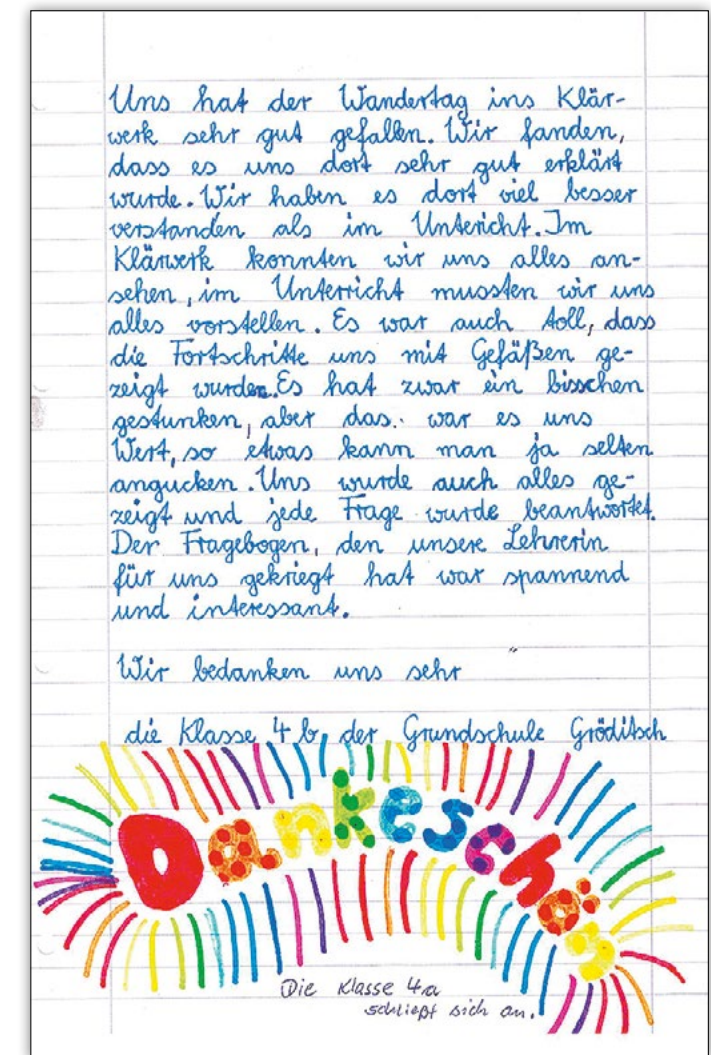 Uns hat der Wandertag ins Klär-
werk sehr gut gefallen. Wir fanden,
dass es uns dort sehr gut erklärt
wurde. Wir haben es dort viel besser
verstanden als im Untericht. Im
Klärwerk konnten wir uns alles an-
sehen, im Unterricht mussten wir uns
alles vorstellen. Es war auch toll, dass
die Fortschritte uns mit Gefäßen ge-
zeigt wurden. Es hat zwar ein bisschen
gestunken, aber das war es uns
Wert, so etwas kann man ja selten
angucken. Uns wurde auch alles ge-
zeigt und jede Frage wurde beantwortet.
Der Fragebogen, den unsere Lehrerin
für uns gekriegt hat war spannend
und interessant.
Wir bedanken uns sehr
die Klasse 4b der Grundschule Gröditsch
Dankeschön
Die Klasse 4a
schließt sich an.